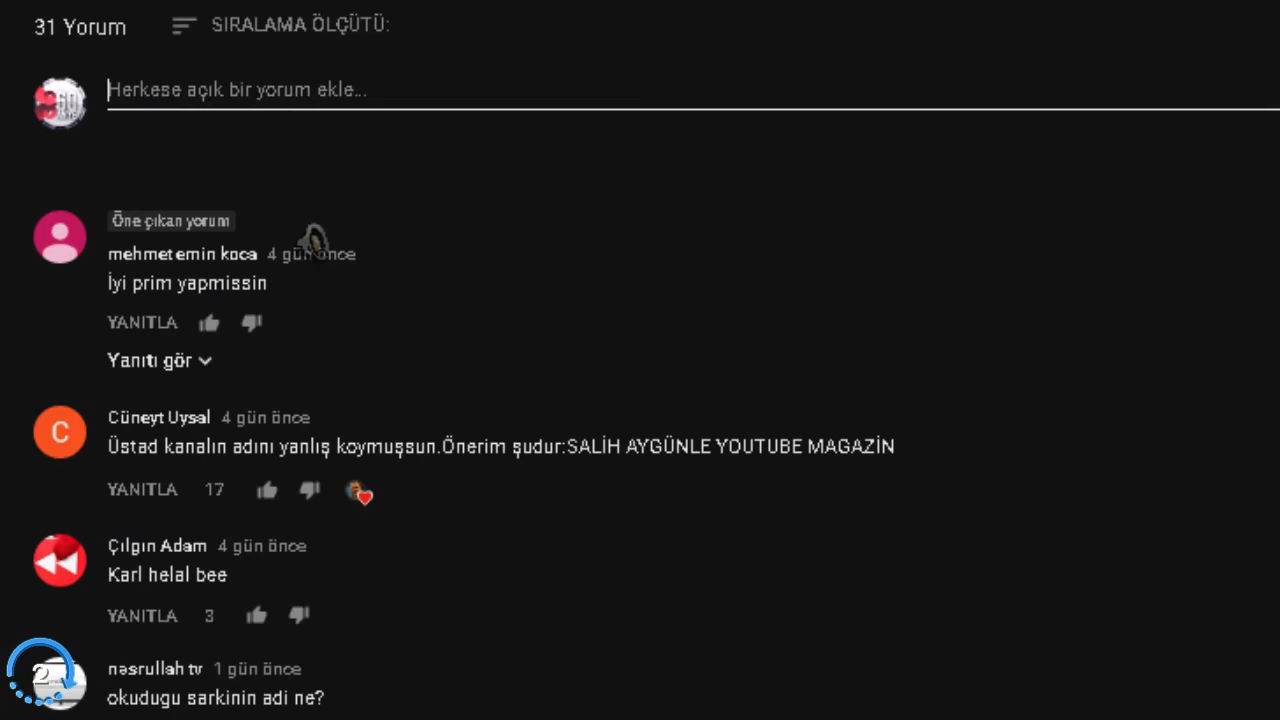 31 Yorum
SIRALAMA ÖLÇÜTÜ:
Herkese açık bir yorum ekle...
Öne çıkan yorum
mehmet emin koca 4 gün önce
İyi prim yapmissin
YANITLA
Yanıtı gör
Cüneyt Uysal 4 gün önce
Üstad kanalın adını yanlış koymuşsun.Önerim şudur:SALİH AYGÜNLE YOUTUBE MAGAZİN
YANITLA 17
C
Çılgın Adam 4 gün önce
Karl helal bee
YANITLA 3
nəsrullah tv 1 gün önce
okudugu sarkinin adi ne?
2